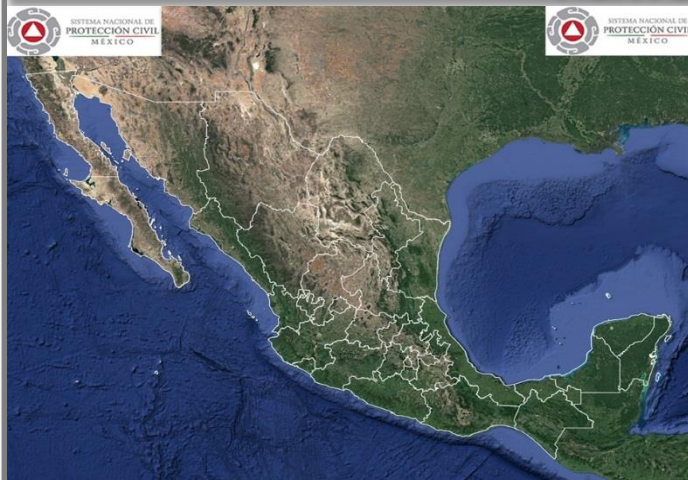 SISTEMA NACIONAL DE
PROTECCIÓN CIVIL
MÉXICO
SISTEMA NACIONAL DE
PROTECCIÓN CIVIL
MÉXICO